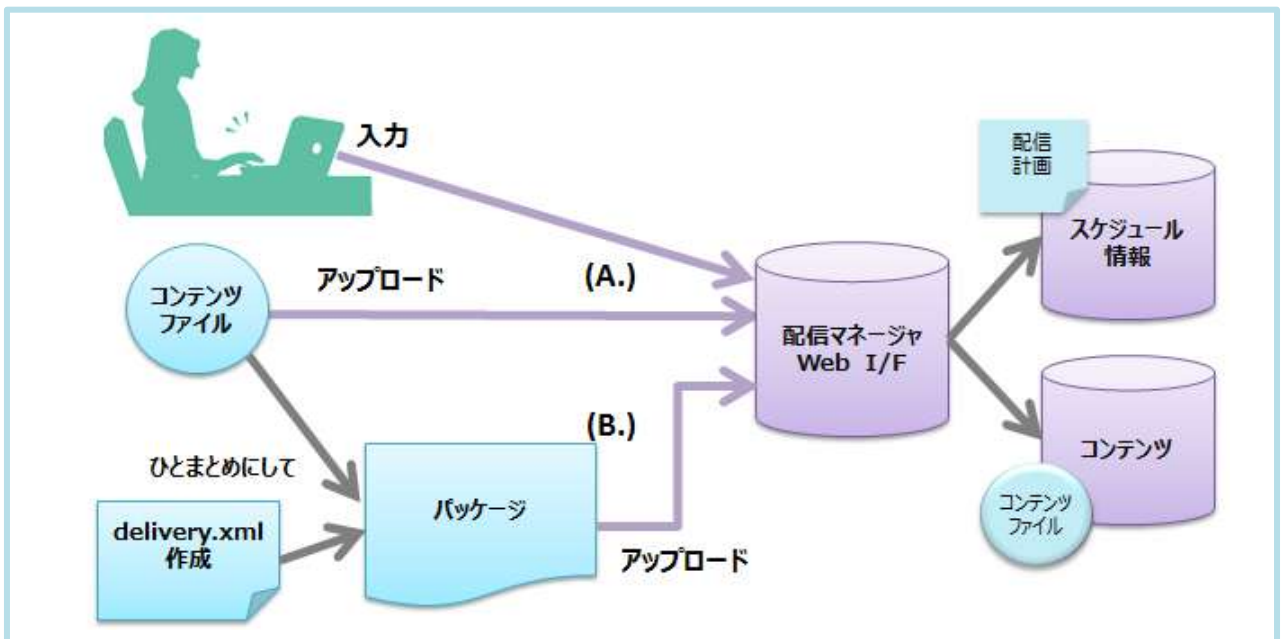 入力
配信
計画
スケジュール
情報
アップロード
(A.)
コンテンツ
ファイル
配信マネージャ
Web I/F
(B.)
ひとまとめにして
パッケージ
コンテンツ
コンテンツ
ファイル
delivery.xml
作成
アップロード